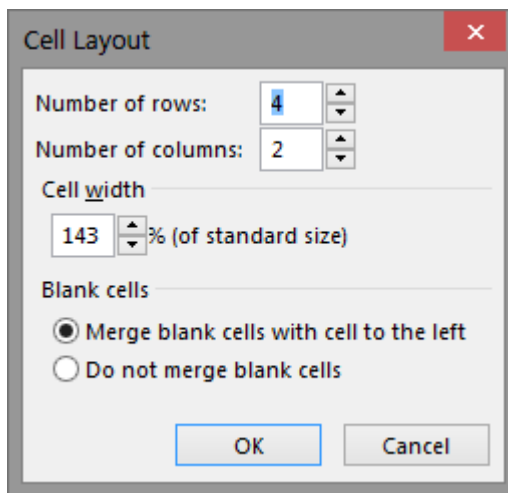 Cell Layout
Number of rows: 4
Number of columns: 2
Cell width
143 % (of standard size)
Blank cells
Merge blank cells with cell to the left
Do not merge blank cells
OK Cancel